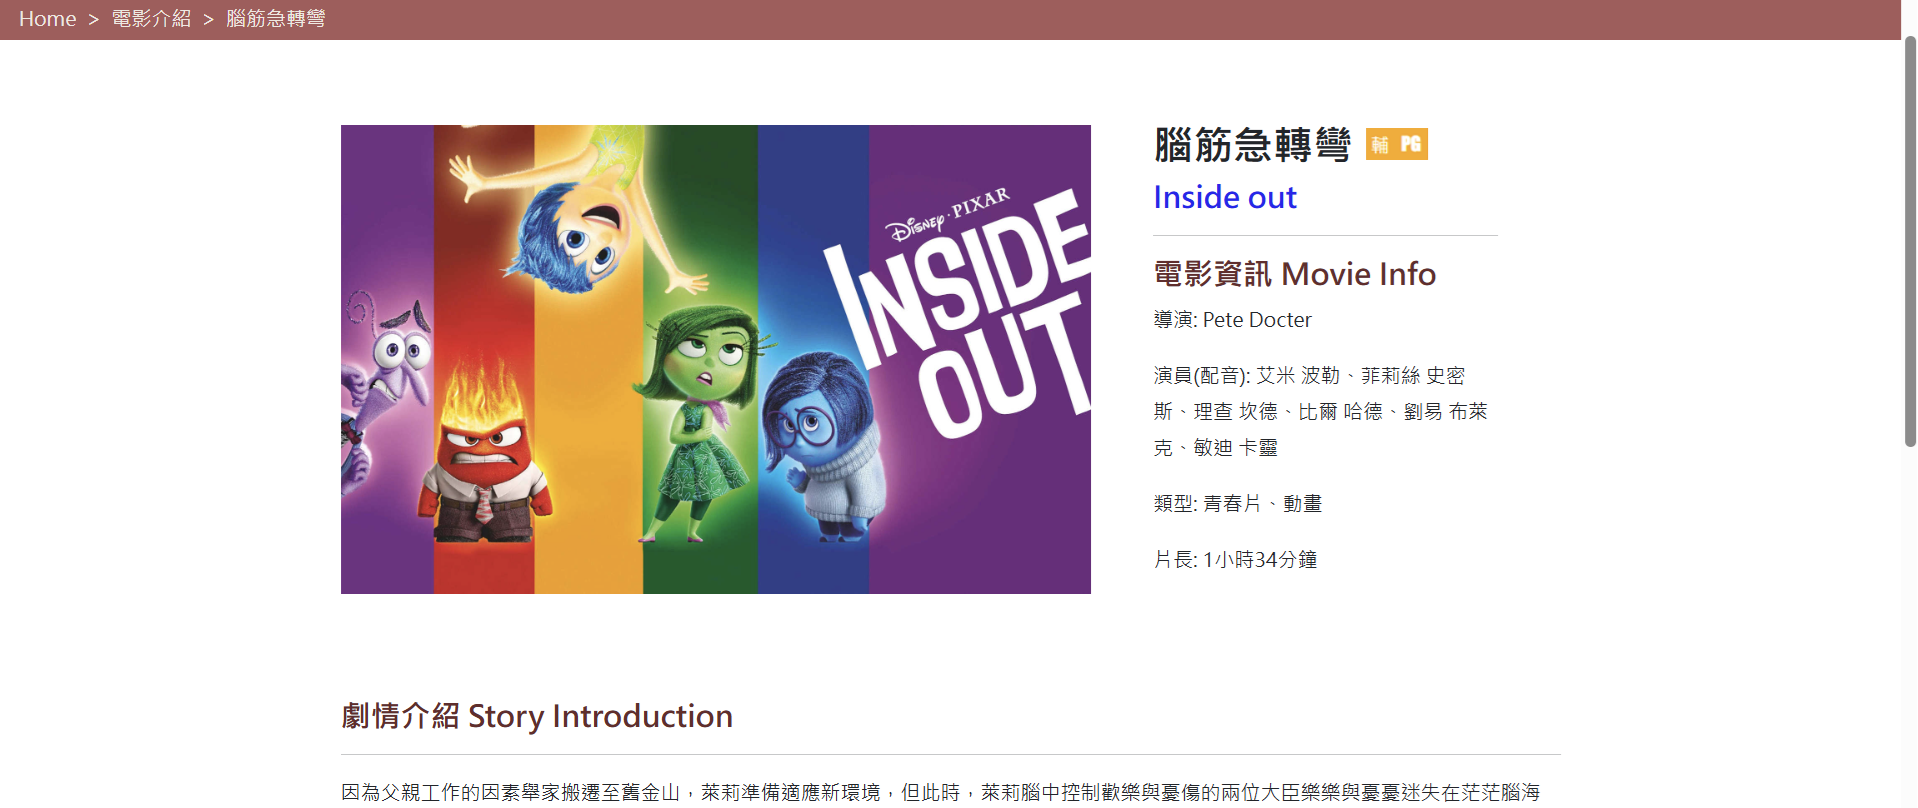 Home > 電影介紹 > 腦筋急轉彎
DISNEY · PIXAR
INSIDE
OUT
腦筋急轉彎 輔 PG
Inside out
電影資訊 Movie Info
導演: Pete Docter
演員(配音): 艾米 波勒、菲莉絲 史密
斯、理查 坎德、比爾 哈德、劉易 布萊
克、敏迪 卡靈
類型: 青春片、動畫
片長: 1小時34分鐘
劇情介紹 Story Introduction
因為父親工作的因素舉家搬遷至舊金山，萊莉準備適應新環境，但此時，萊莉腦中控制歡樂與憂傷的兩位大臣樂樂與憂憂迷失在茫茫腦海